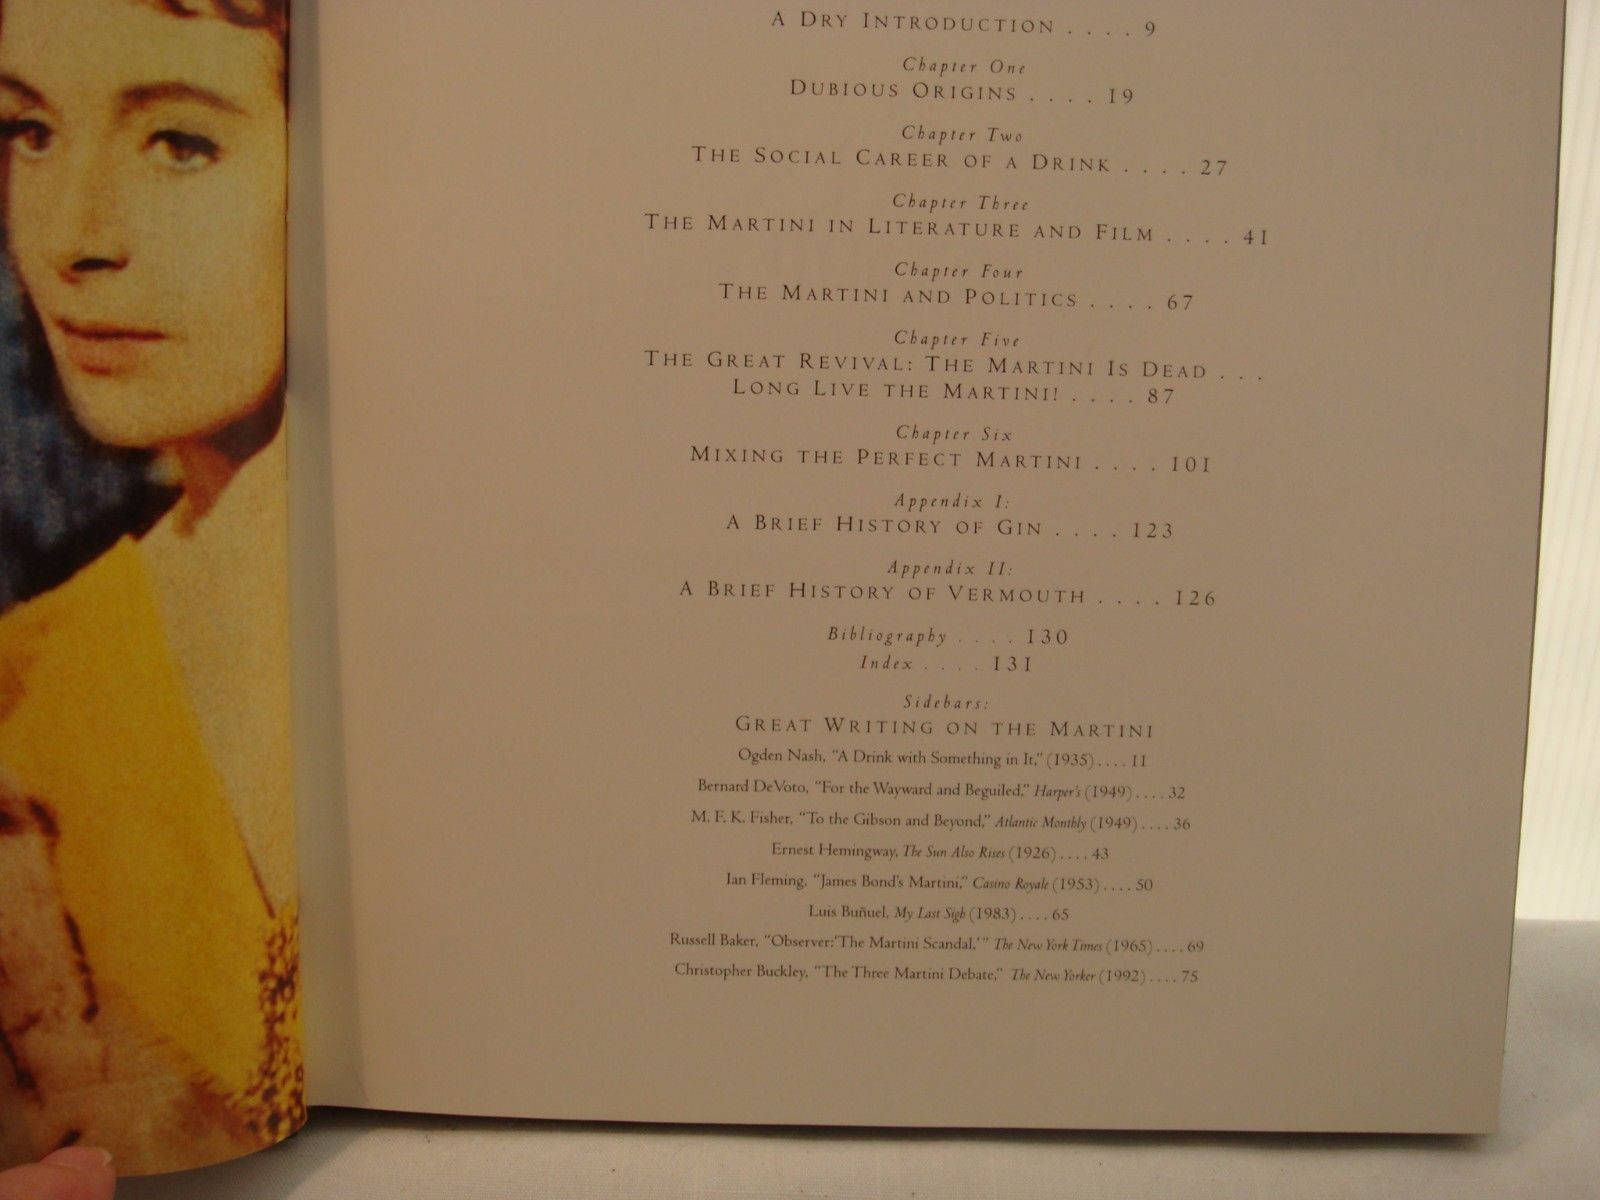 A DRY INTRODUCTION . . . . 9
Chapter One
DUBIOUS ORIGINS . . . . 19
Chapter Two
THE SOCIAL CAREER OF A DRINK . . . . 27
Chapter Three
THE MARTINI IN LITERATURE AND FILM . . . . 41
Chapter Four
THE MARTINI AND POLITICS . . . . 67
Chapter Five
THE GREAT REVIVAL: THE MARTINI IS DEAD . . .
LONG LIVE THE MARTINI! . . . . 87
Chapter Six
MIXING THE PERFECT MARTINI . . . . 101
Appendix I:
A BRIEF HISTORY OF GIN . . . . 123
Appendix II:
A BRIEF HISTORY OF VERMOUTH . . . . 126
Bibliography . . . . 130
Index . . . . 131
Sidebars:
GREAT WRITING ON THE MARTINI
Ogden Nash, "A Drink with Something in It," (1935) . . . . 11
Bernard DeVoto, "For the Wayward and Beguiled," Harper's (1949) . . . . 32
M. F. K. Fisher, "To the Gibson and Beyond," Atlantic Monthly (1949) . . . . 36
Ernest Hemingway, The Sun Also Rises (1926) . . . . 43
Ian Fleming, "James Bond's Martini," Casino Royale (1953) . . . . 50
Luis Buñuel, My Last Sigh (1983) . . . . 65
Russell Baker, "Observer: 'The Martini Scandal,'" The New York Times (1965) . . . . 69
Christopher Buckley, "The Three Martini Debate," The New Yorker (1992) . . . . 75